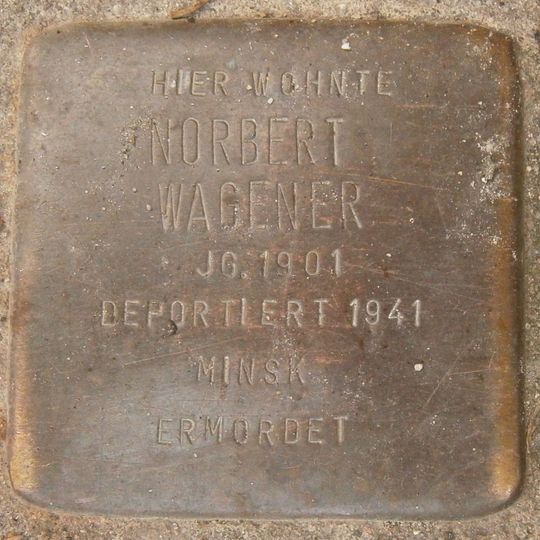 HIER WOHNTE
NORBERT
WAGENER
JG. 1901
DEPORTIERT 1941
MINSK
ERMORDET